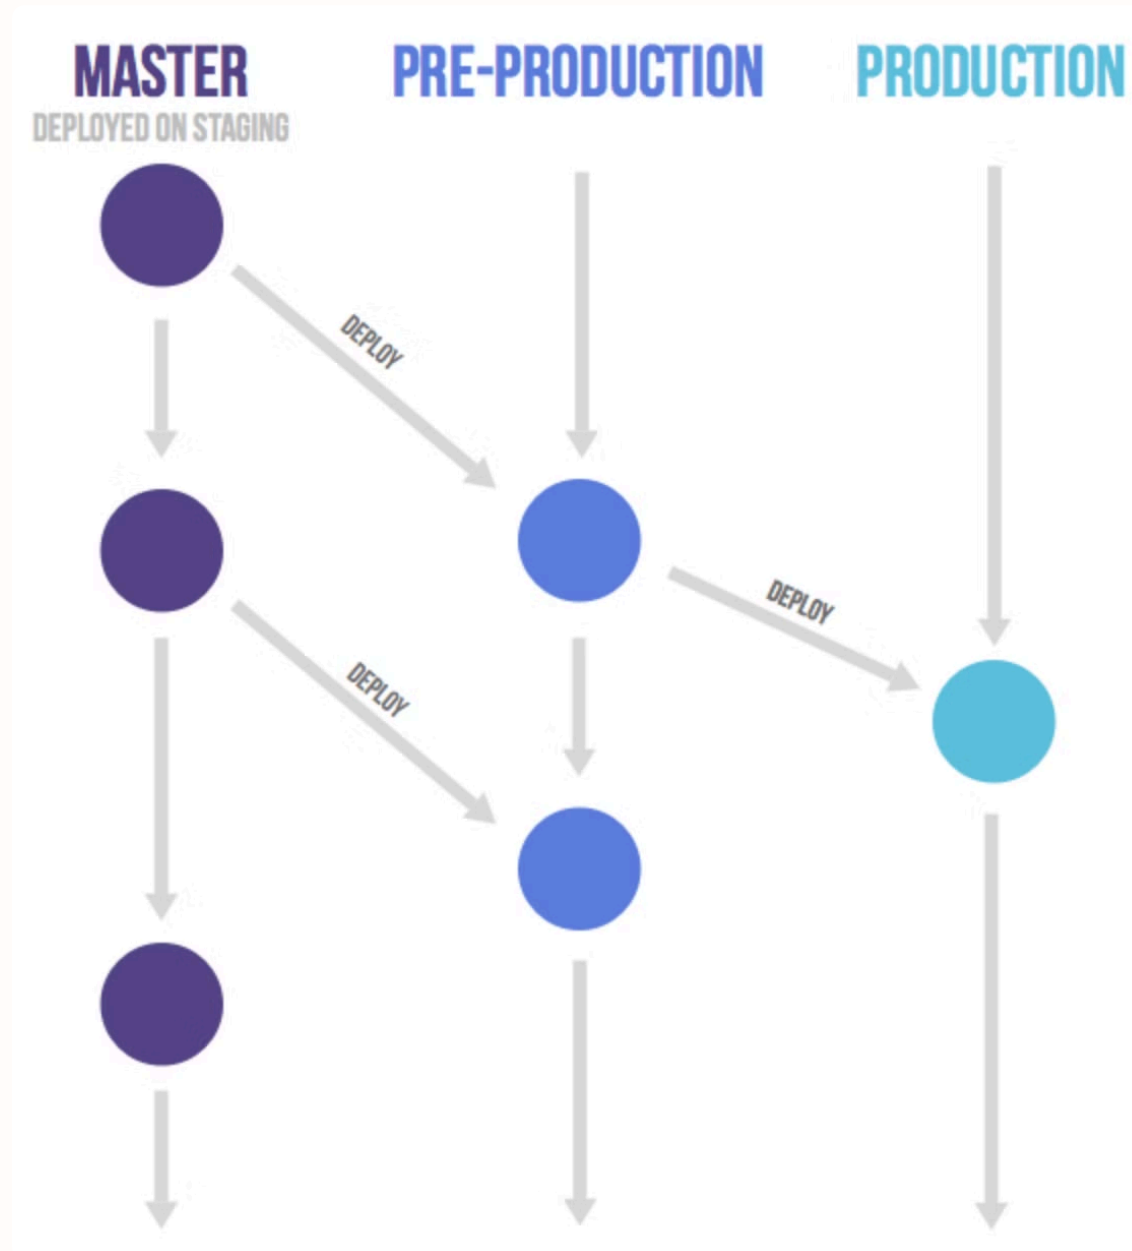 MASTER
DEPLOYED ON STAGING
PRE-PRODUCTION
PRODUCTION
DEPLOY
DEPLOY
DEPLOY